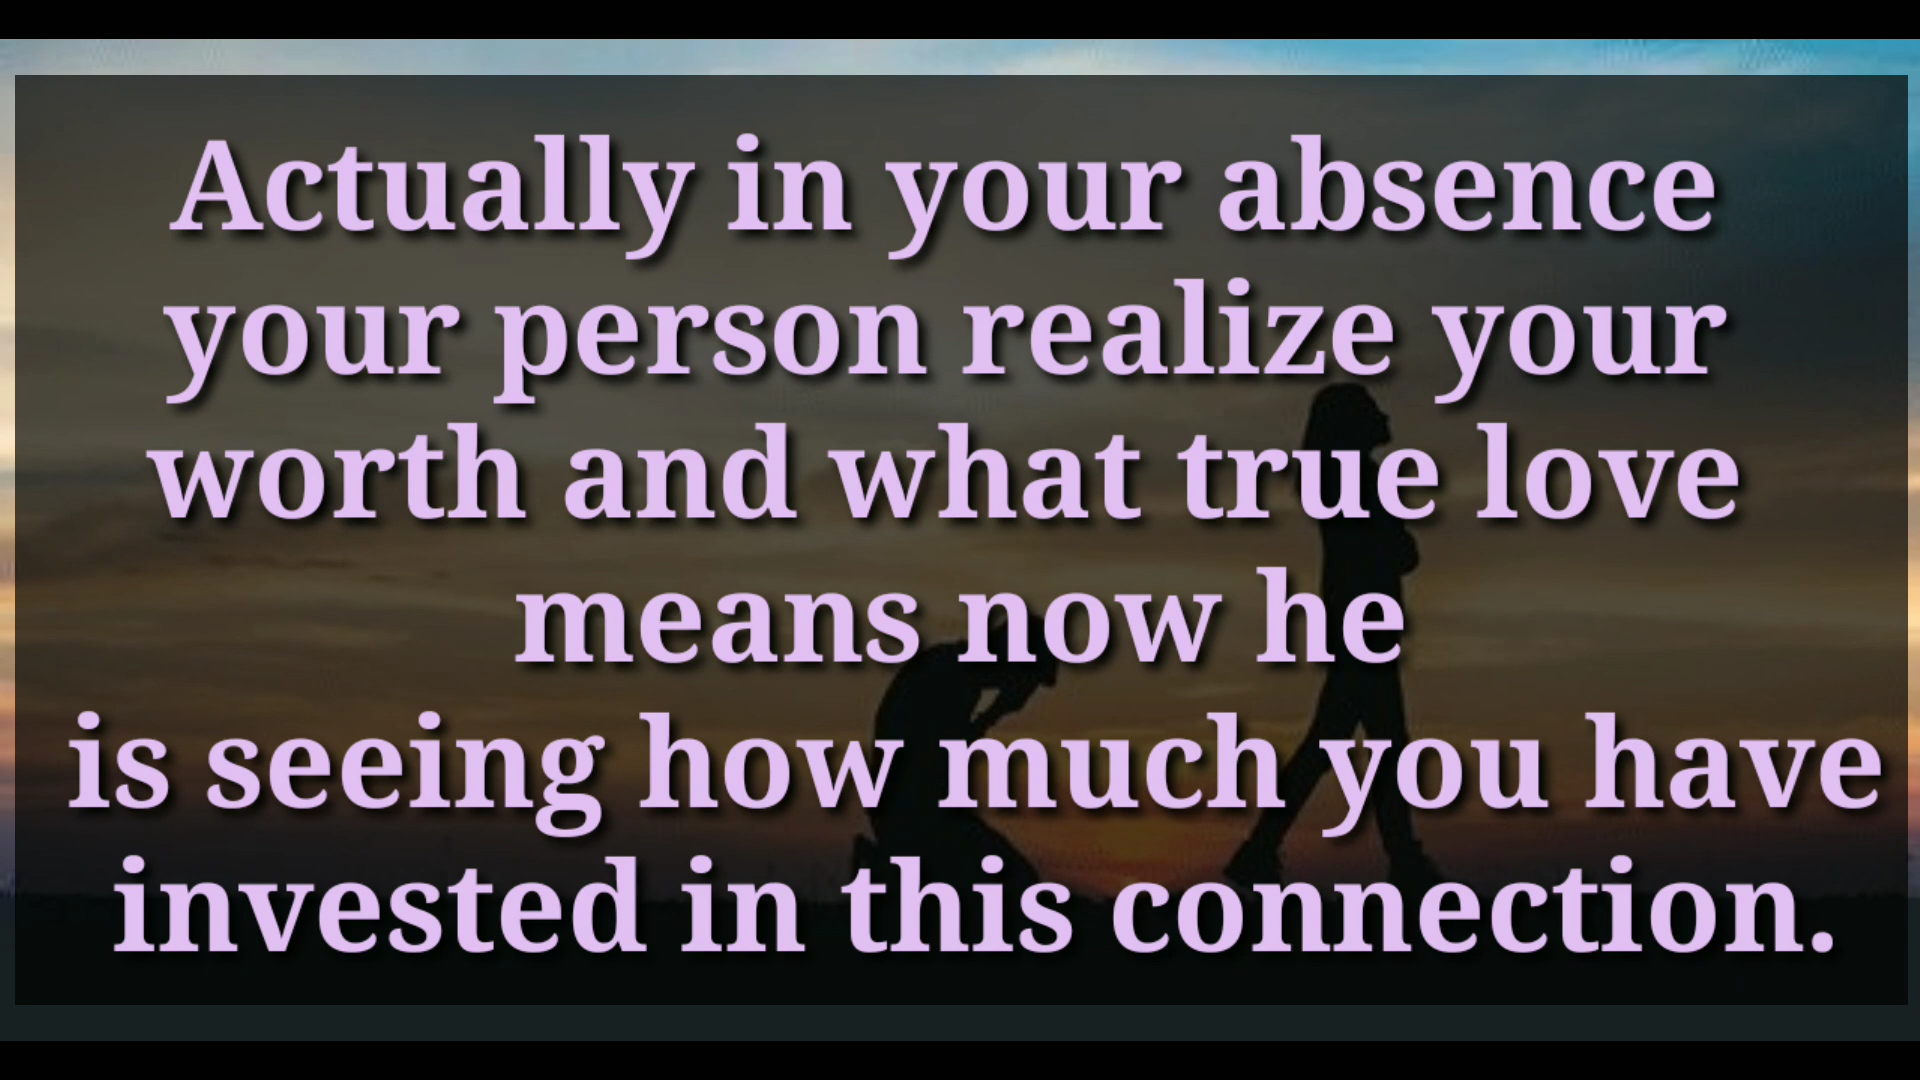 Actually in your absence
your person realize your
worth and what true love
means now he
is seeing how much you have
invested in this connection.